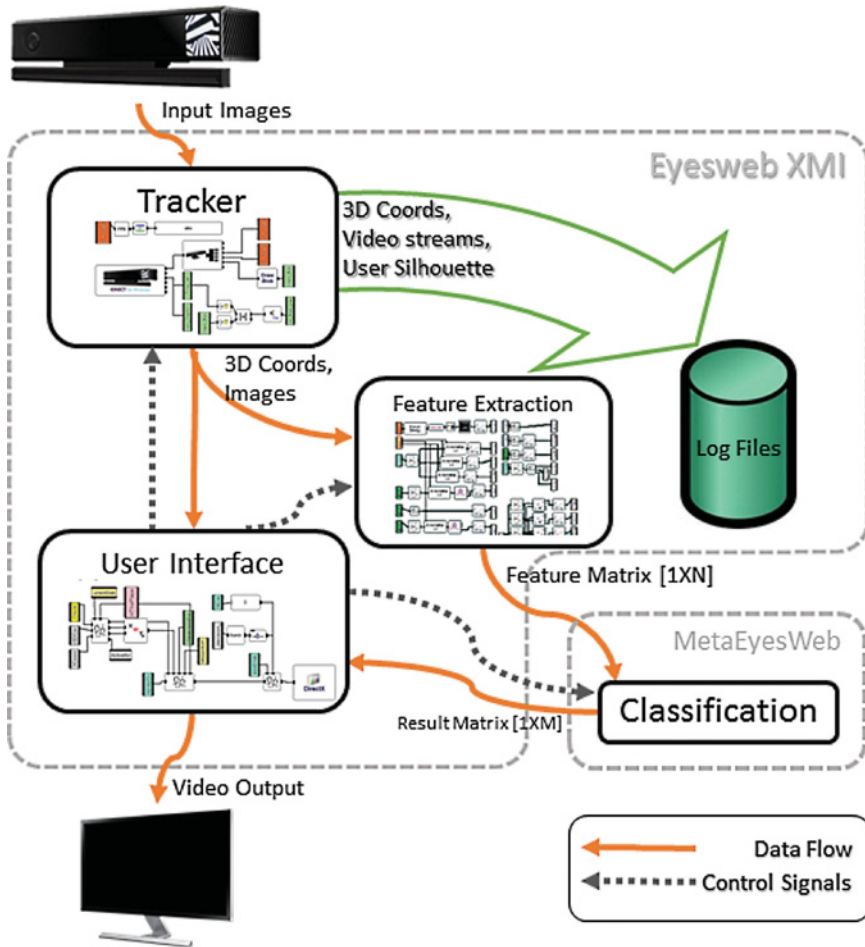 Input Images
Eyesweb XMI
Tracker
3D Coords,
Video streams,
User Silhouette
3D Coords,
Images
Feature Extraction
Log Files
User Interface
DirectX
Feature Matrix [1XN]
MetaEyesWeb
Classification
Result Matrix [1XM]
Video Output
Data Flow
Control Signals